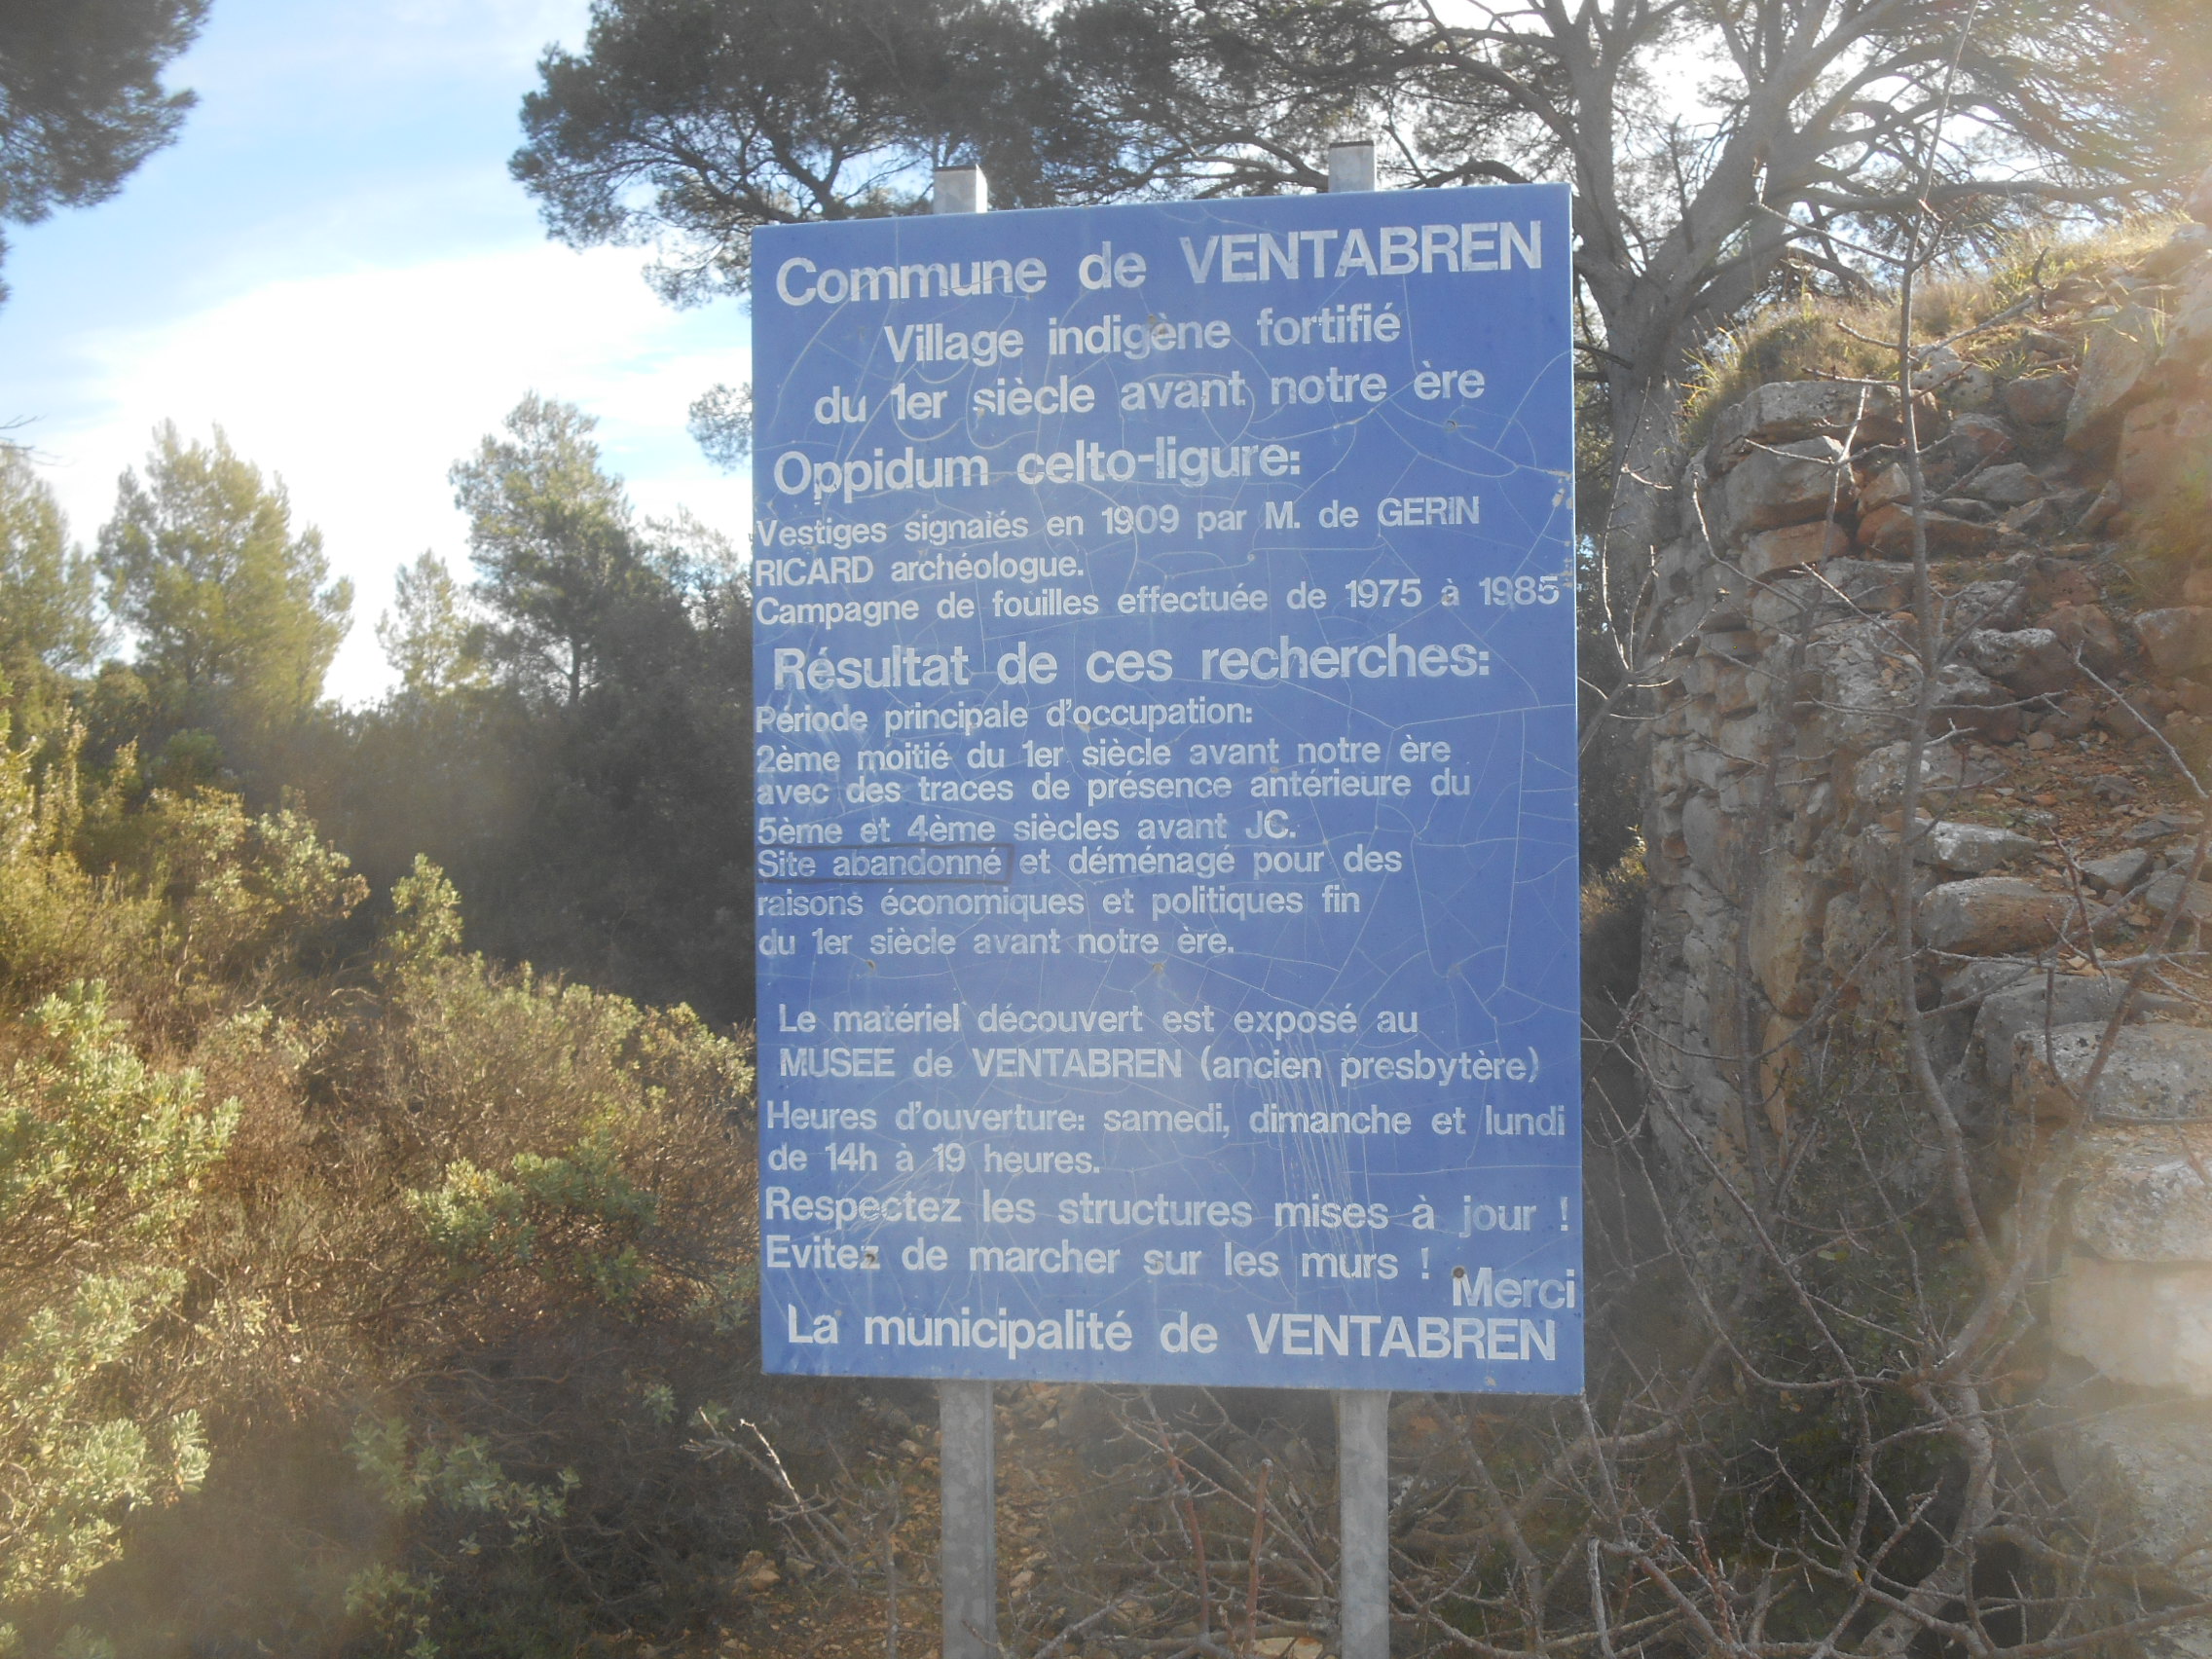 Commune de VENTABREN
Village indigène fortifié
du 1er siècle avant notre ère
Oppidum celto-ligure:
Vestiges signalés en 1909 par M. de GERIN
RICARD archéologue.
Campagne de fouilles effectuée de 1975 à 1985
Résultat de ces recherches:
Période principale d'occupation:
2ème moitié du 1er siècle avant notre ère
avec des traces de présence antérieure du
5ème et 4ème siècles avant JC.
Site abandonné et déménagé pour des
raisons économiques et politiques fin
du 1er siècle avant notre ère.
Le matériel découvert est exposé au
MUSEE de VENTABREN (ancien presbytère)
Heures d'ouverture: samedi, dimanche et lundi
de 14h à 19 heures.
Respectez les structures mises à jour !
Evitez de marcher sur les murs !
Merci
La municipalité de VENTABREN